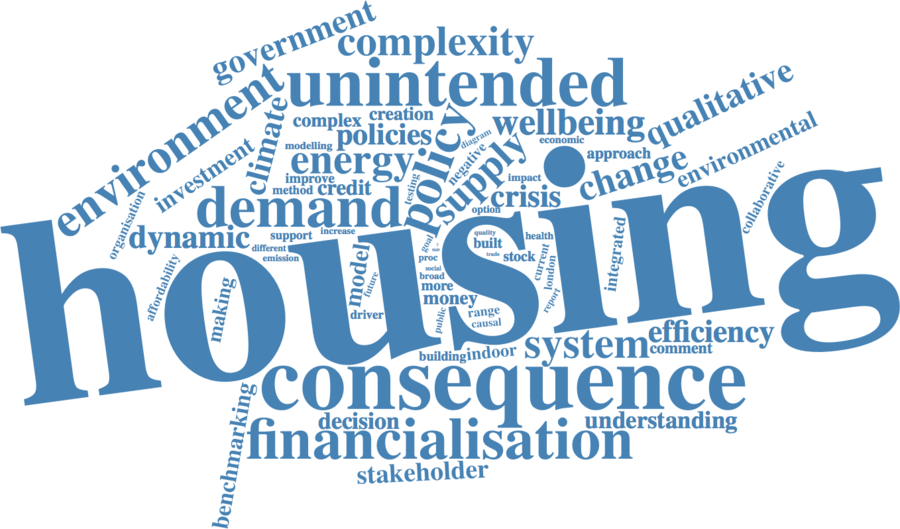 government
complexity
unintended
environment
climate
complex
creation
policies
policy
wellbeing
qualitative
diagram
economic
modelling
energy
supply
negative
approach
change
environmental
investment
improve
method
credit
testing
impact
crisis
collaborative
organisation
demand
option
housing
dynamic
support
increase
different
emission
goal
quality
built
trade
health
stock
integrated
affordability
making
model
future
proc
social
broad
more
money
current
london
report
driver
public
range
causal
building
indoor
system
efficiency
comment
consequence
benchmarking
decision
understanding
financialisation
stakeholder